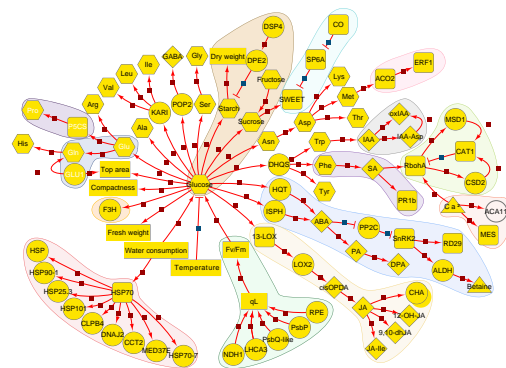 DSP4
CO
GABA
Gly
Dry weight
DPE2
SP6A
ERF1
Ile
Leu
Val
Fructose
Lys
ACO2
KARI
POP2
Ser
Starch
SWEET
Met
Arg
Sucrose
Asp
Thr
oxIAA
MSD1
Ala
Asn
Trp
IAA
IAA-Asp
His
Glu
CAT1
GLU1
Top area
DHQS
Phe
SA
RbohA
Compactness
Glucose
Tyr
CSD2
F3H
HQT
PR1b
Ca
ACA11
ISPH
ABA
PP2C
SnRK2
MES
Fresh weight
13-LOX
RD29
HSP
Water consumption
Fv/Fm
PA
HSP90-1
Temperature
LOX2
DPA
ALDH
HSP25.3
HSP70
cisOPDA
Betaine
HSP101
qL
RPE
JA
CHA
CLPB4
PsbP
12-OH-JA
DNAJ2
PsbQ-like
9,10-dhJA
CCT2
LHCA3
JA-Ile
MED37E
NDH1
HSP70-7